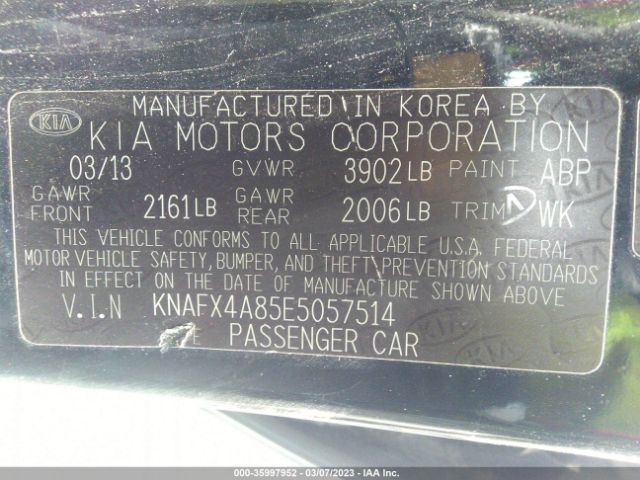 MANUFACTURED IN KOREA BY
KIA KIA MOTORS CORPORATION
03/13 GVWR 3902LB PAINT ABP
GAWR FRONT 2161LB GAWR REAR 2006LB TRIM WK
THIS VEHICLE CONFORMS TO ALL APPLICABLE U.S.A. FEDERAL
MOTOR VEHICLE SAFETY, BUMPER, AND THEFT PREVENTION STANDARDS
IN EFFECT ON THE DATE OF MANUFACTURE SHOWN ABOVE
V.I.N KNAFX4A85E5057514
E PASSENGER CAR
000-35997952 - 03/07/2023 - IAAI.COM